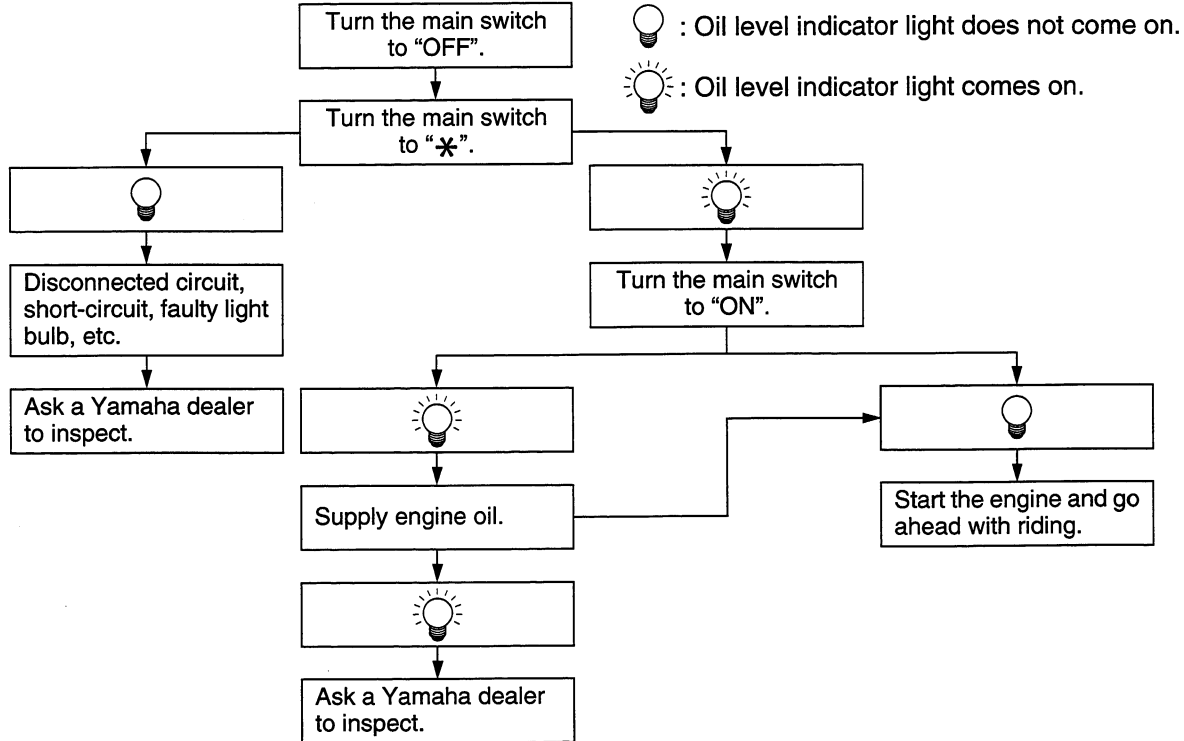 Turn the main switch
to “OFF”.
: Oil level indicator light does not come on.
: Oil level indicator light comes on.
Turn the main switch
to “✶”.
Disconnected circuit,
short-circuit, faulty light
bulb, etc.
Ask a Yamaha dealer
to inspect.
Turn the main switch
to “ON”.
Supply engine oil.
Ask a Yamaha dealer
to inspect.
Start the engine and go
ahead with riding.